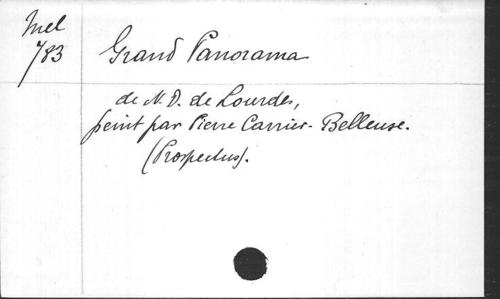 Mel
783
Grand Panorama
de N. D. de Lourdes,
peint par Pierre Carrier-Belleuse.
(Prospectus).